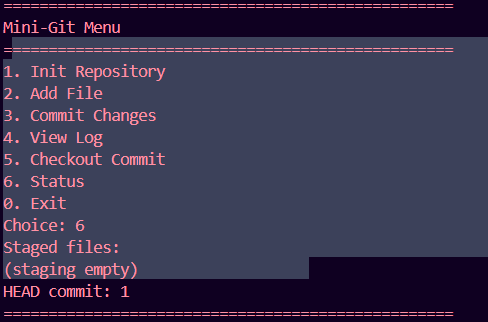 ==================================================
Mini-Git Menu
==================================================
1. Init Repository
2. Add File
3. Commit Changes
4. View Log
5. Checkout Commit
6. Status
0. Exit
Choice: 6
Staged files:
(staging empty)
HEAD commit: 1
==================================================